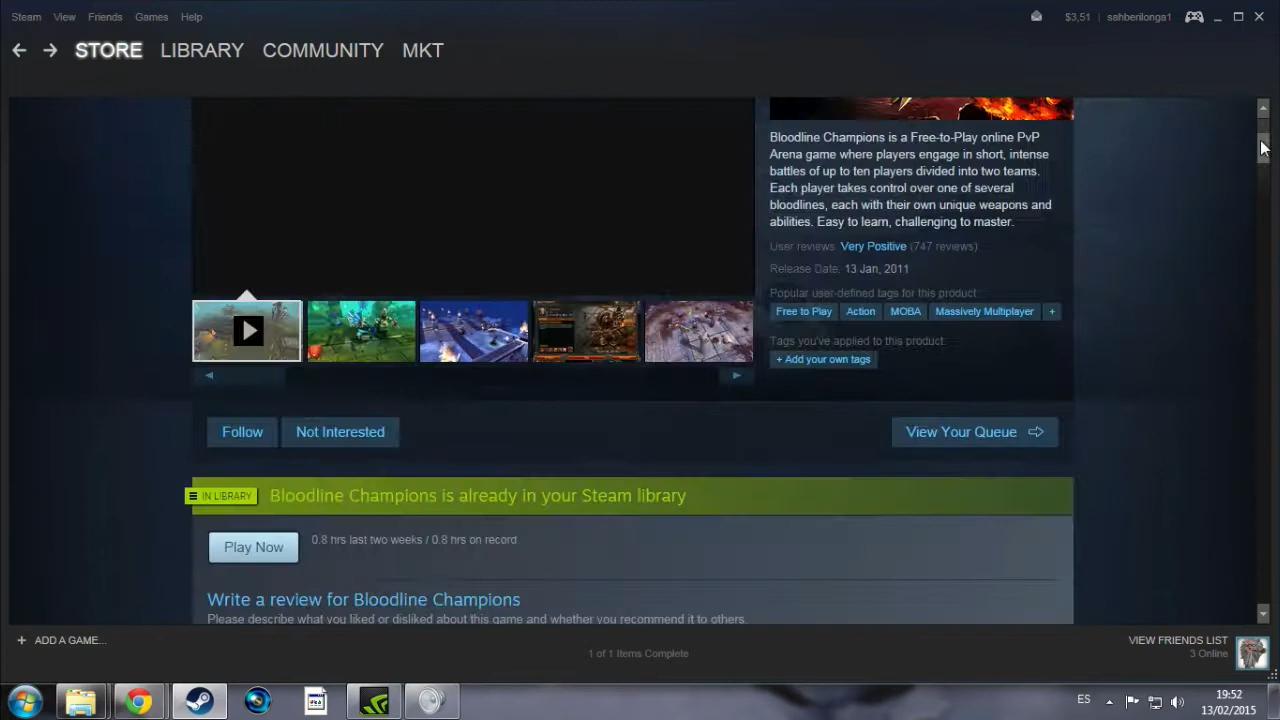 Steam View Friends Games Help
$3,51 | sahberilonga1
STORE LIBRARY COMMUNITY MKT
Bloodline Champions is a Free-to-Play online PvP
Arena game where players engage in short, intense
battles of up to ten players divided into two teams.
Each player takes control over one of several
bloodlines, each with their own unique weapons and
abilities. Easy to learn, challenging to master.
User reviews: Very Positive (747 reviews)
Release Date: 13 Jan, 2011
Popular user-defined tags for this product:
Free to Play Action MOBA Massively Multiplayer +
Tags you've applied to this product:
+ Add your own tags
Follow Not Interested View Your Queue
IN LIBRARY Bloodline Champions is already in your Steam library
Play Now 0.8 hrs last two weeks / 0.8 hrs on record
Write a review for Bloodline Champions
Please describe what you liked or disliked about this game and whether you recommend it to others.
+ ADD A GAME...
1 of 1 Items Complete
VIEW FRIENDS LIST
3 Online
ES
19:52
13/02/2015